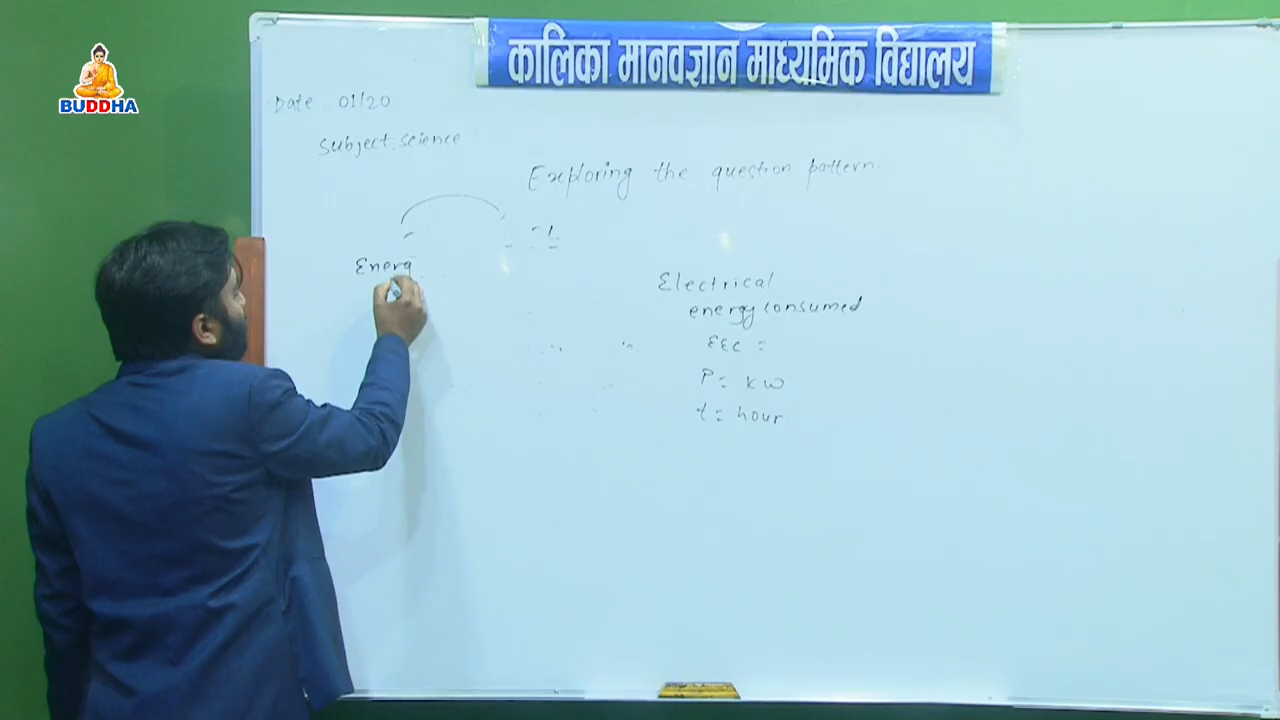 BUDDHA
कालिका मानवज्ञान माध्यमिक विद्यालय
Date 01/20
Subject: science
Exploring the question pattern.
Energ
Electrical
energy consumed
EEC =
P = kw
t = hour